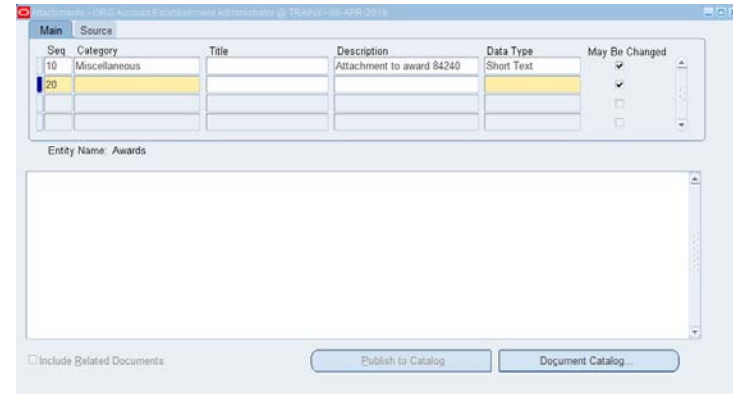 Attachments - ORG Account Establishment Administrator @ TRAINX - 08-APR-2016
Main Source
Seq Category Title Description Data Type May Be Changed
10 Miscellaneous Attachment to award 84240 Short Text
20
Entity Name: Awards
Include Related Documents Publish to Catalog Document Catalog...